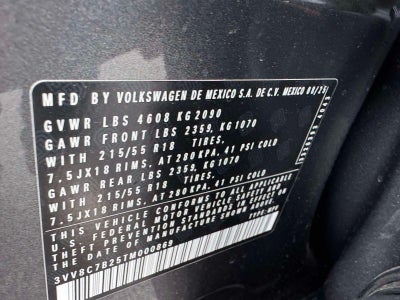 MFD BY VOLKSWAGEN DE MEXICO S.A. DE C.V. MEXICO 08/25
GVWR LBS 4608 KG 2090
GAWR FRONT LBS 2359, KG 1070
WITH 215/55 R18 TIRES,
7.5JX18 RIMS, AT 280 KPA, 41 PSI COLD
GAWR REAR LBS 2359, KG 1070
WITH 215/55 R18 TIRES,
7.5JX18 RIMS, AT 280 KPA, 41 PSI COLD
THIS VEHICLE CONFORMS TO ALL APPLICABLE
U.S. FEDERAL MOTOR VEHICLE SAFETY AND
THEFT PREVENTION STANDARDS IN EFFECT ON
THE DATE OF MANUFACTURE SHOWN ABOVE.
3VV8C7B25TM000869 TYPE: MPV